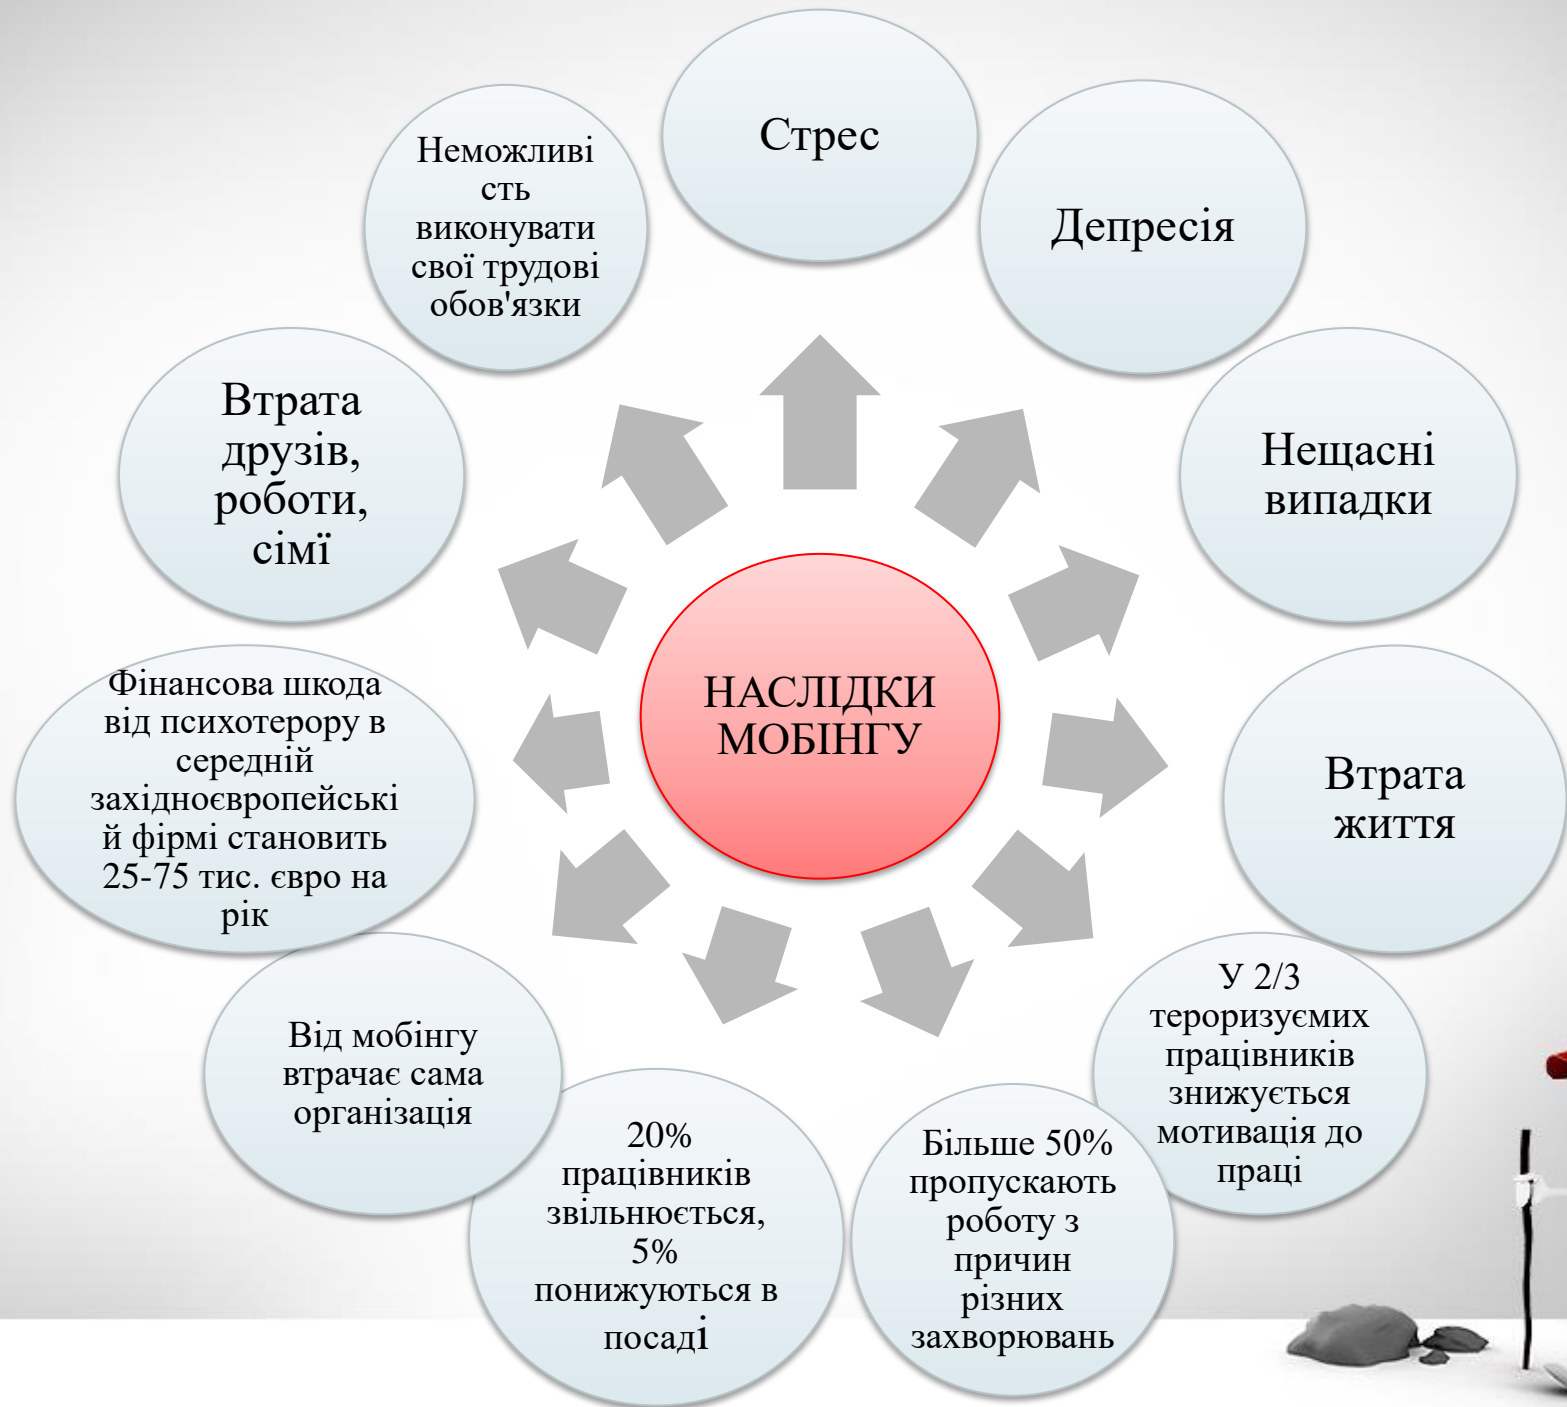 НАСЛІДКИ
МОБІНГУ
Стрес
Депресія
Нещасні
випадки
Втрата
життя
У 2/3
тероризуємих
працівників
знижується
мотивація до
праці
Більше 50%
пропускають
роботу з
причин
різних
захворювань
20%
працівників
звільнюється,
5%
понижуються в
посаді
Від мобінгу
втрачає сама
організація
Фінансова шкода
від психотерору в
середній
західноєвропейські
й фірмі становить
25-75 тис. євро на
рік
Втрата
друзів,
роботи,
сімї
Неможливі
сть
виконувати
свої трудові
обов'язки